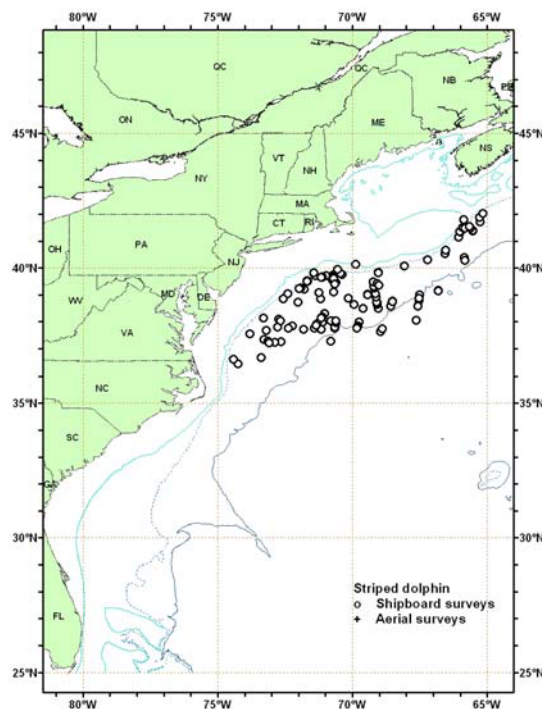 80°W 75°W 70°W 65°W
QC QC NB
PE
ON
45°N ME 45°N
NS
VT
NH
NY
MA
CT RI
PA
OH
40°N NJ 40°N
MD DE
WV
VA
NC
35°N 35°N
SC
GA
30°N 30°N
Striped dolphin
Shipboard surveys
FL Aerial surveys
25°N 25°N
80°W 75°W 70°W 65°W